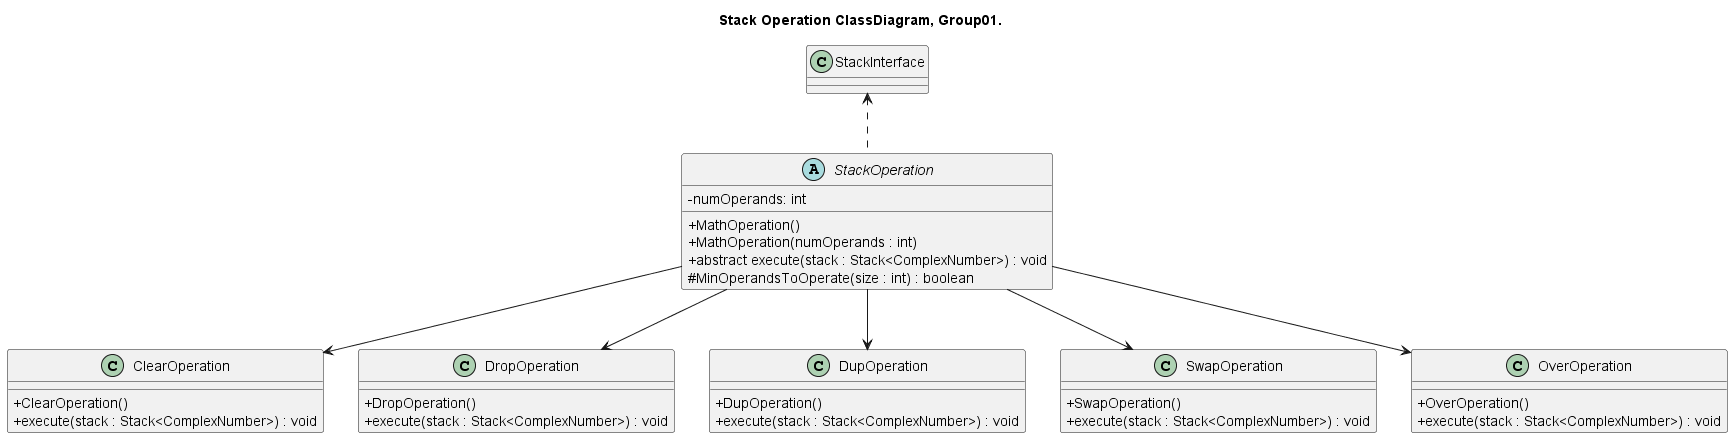 Stack Operation ClassDiagram, Group01.
C StackInterface
A StackOperation
-numOperands: int
+MathOperation()
+MathOperation(numOperands : int)
+abstract execute(stack : Stack<ComplexNumber>) : void
#MinOperandsToOperate(size : int) : boolean
C ClearOperation
+ClearOperation()
+execute(stack : Stack<ComplexNumber>) : void
C DropOperation
+DropOperation()
+execute(stack : Stack<ComplexNumber>) : void
C DupOperation
+DupOperation()
+execute(stack : Stack<ComplexNumber>) : void
C SwapOperation
+SwapOperation()
+execute(stack : Stack<ComplexNumber>) : void
C OverOperation
+OverOperation()
+execute(stack : Stack<ComplexNumber>) : void